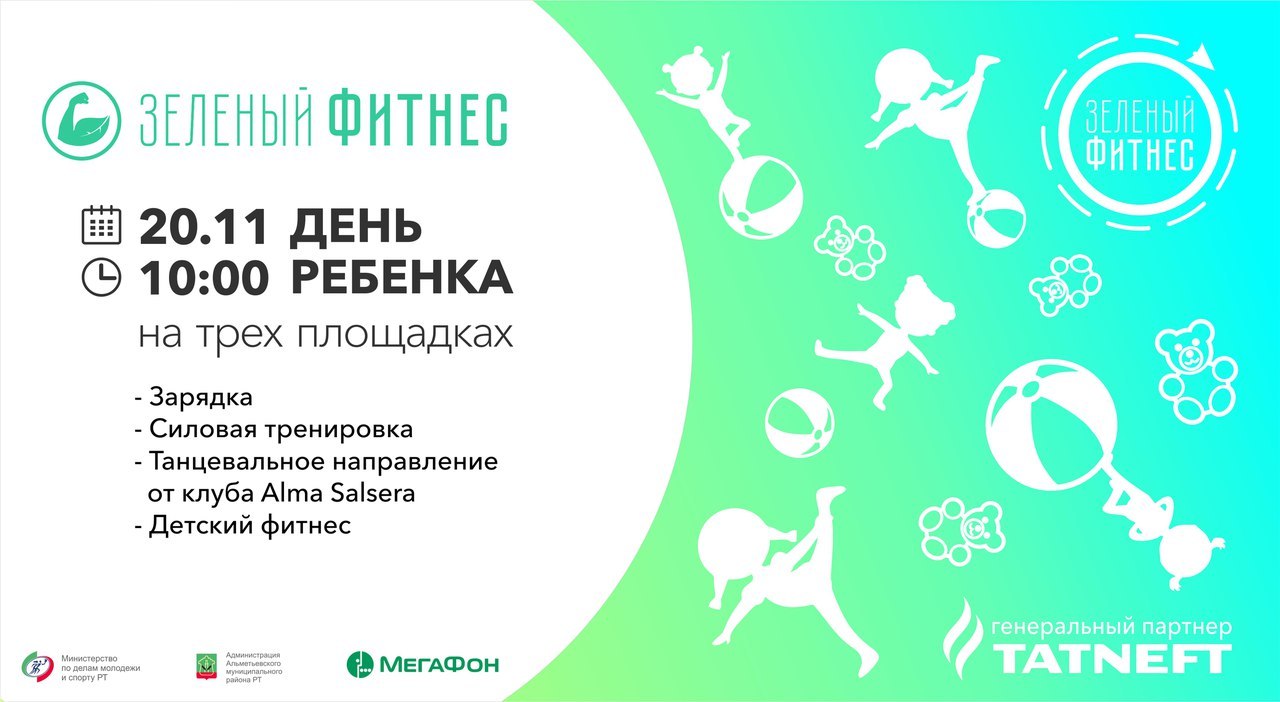 ЗЕЛЕНЫЙ ФИТНЕС
20.11 ДЕНЬ
10:00 РЕБЕНКА
на трех площадках
- Зарядка
- Силовая тренировка
- Танцевальное направление
от клуба Alma Salsera
- Детский фитнес
Министерство
по делам молодежи
и спорту РТ
Администрация
Альметьевского
муниципального
района РТ
МЕГАФОН
ЗЕЛЕНЫЙ
ФИТНЕС
генеральный партнер
TATNEFT